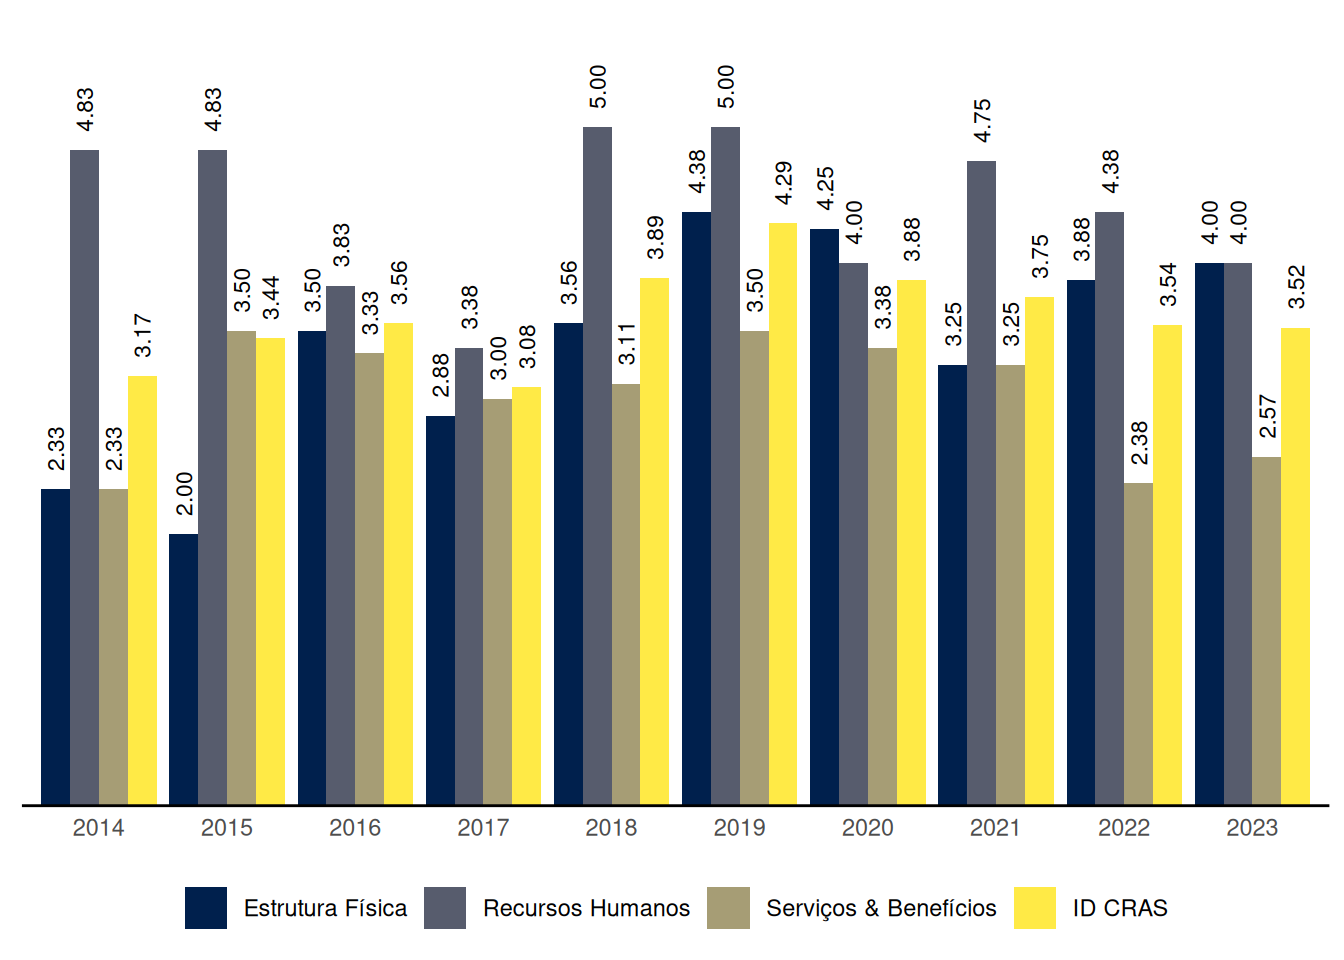 2.33 4.83 2.33 3.17
2.00 4.83 3.50 3.44
3.50 3.83 3.33 3.56
2.88 3.38 3.00 3.08
3.56 5.00 3.11 3.89
4.38 5.00 3.50 4.29
4.25 4.00 3.38 3.88
3.25 4.75 3.25 3.75
3.88 4.38 2.38 3.54
4.00 4.00 2.57 3.52
2014 2015 2016 2017 2018 2019 2020 2021 2022 2023
Estrutura Física Recursos Humanos Serviços & Benefícios ID CRAS